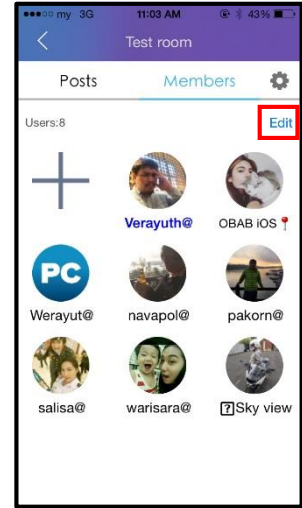 my 3G 11:03 AM 43%
Test room
Posts Members
Users:8 Edit
Verayuth@ OBAB iOS📍
PC
Werayut@ navapol@ pakorn@
salisa@ warisara@ ?Sky view